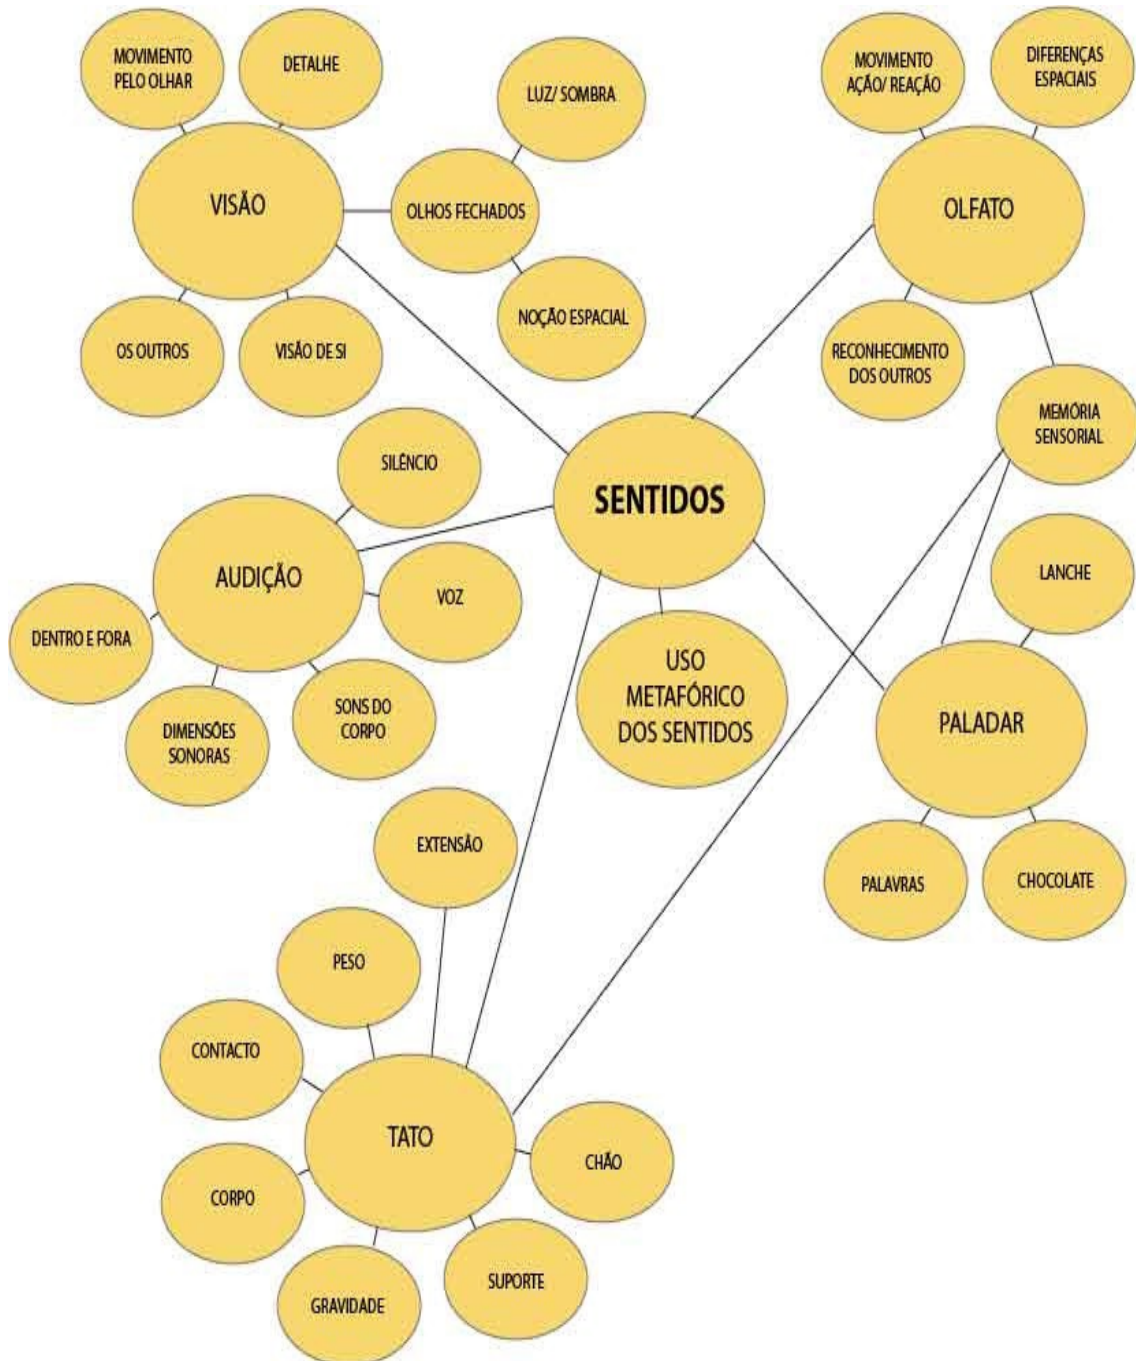 MOVIMENTO
PELO OLHAR
DETALHE
LUZ/ SOMBRA
VISÃO
OLHOS FECHADOS
NOÇÃO ESPACIAL
OS OUTROS
VISÃO DE SI
MOVIMENTO
AÇÃO/ REAÇÃO
DIFERENÇAS
ESPACIAIS
OLFATO
RECONHECIMENTO
DOS OUTROS
MEMÓRIA
SENSORIAL
SENTIDOS
SILÊNCIO
AUDIÇÃO
VOZ
DENTRO E FORA
DIMENSÕES
SONORAS
SONS DO
CORPO
USO
METAFÓRICO
DOS SENTIDOS
LANCHE
PALADAR
PALAVRAS
CHOCOLATE
EXTENSÃO
PESO
CONTACTO
TATO
CHÃO
CORPO
SUPORTE
GRAVIDADE